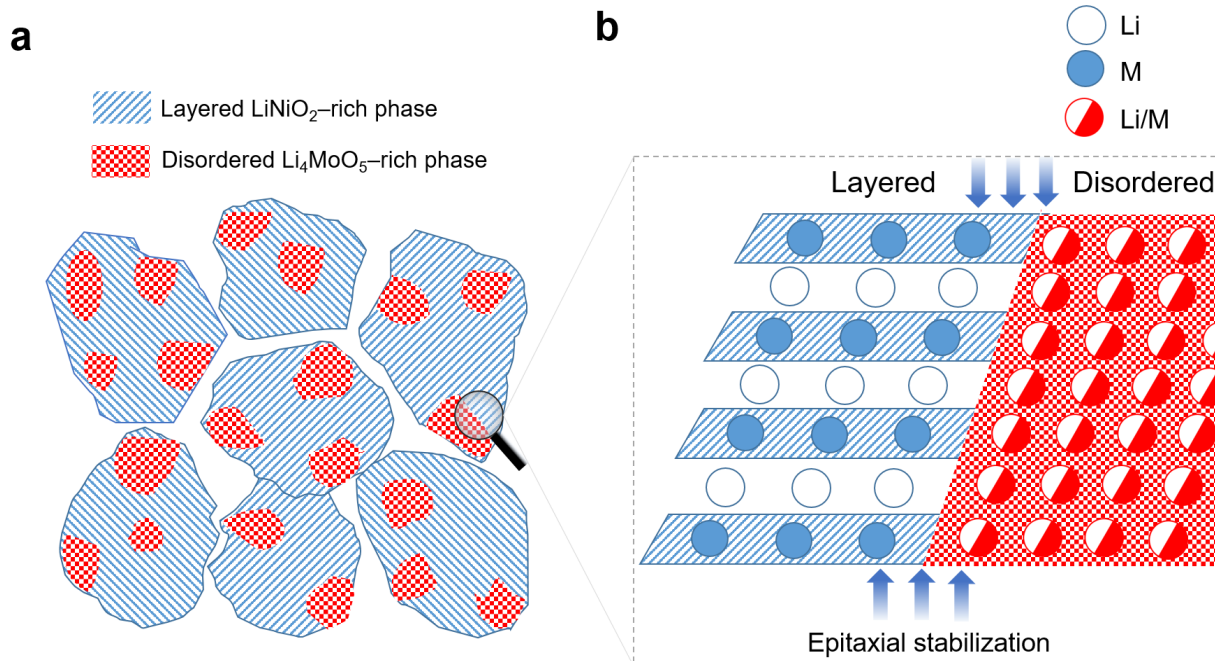 a
Layered LiNiO₂–rich phase
Disordered Li₄MoO₅–rich phase
b
Li
M
Li/M
Layered
Disordered
Epitaxial stabilization